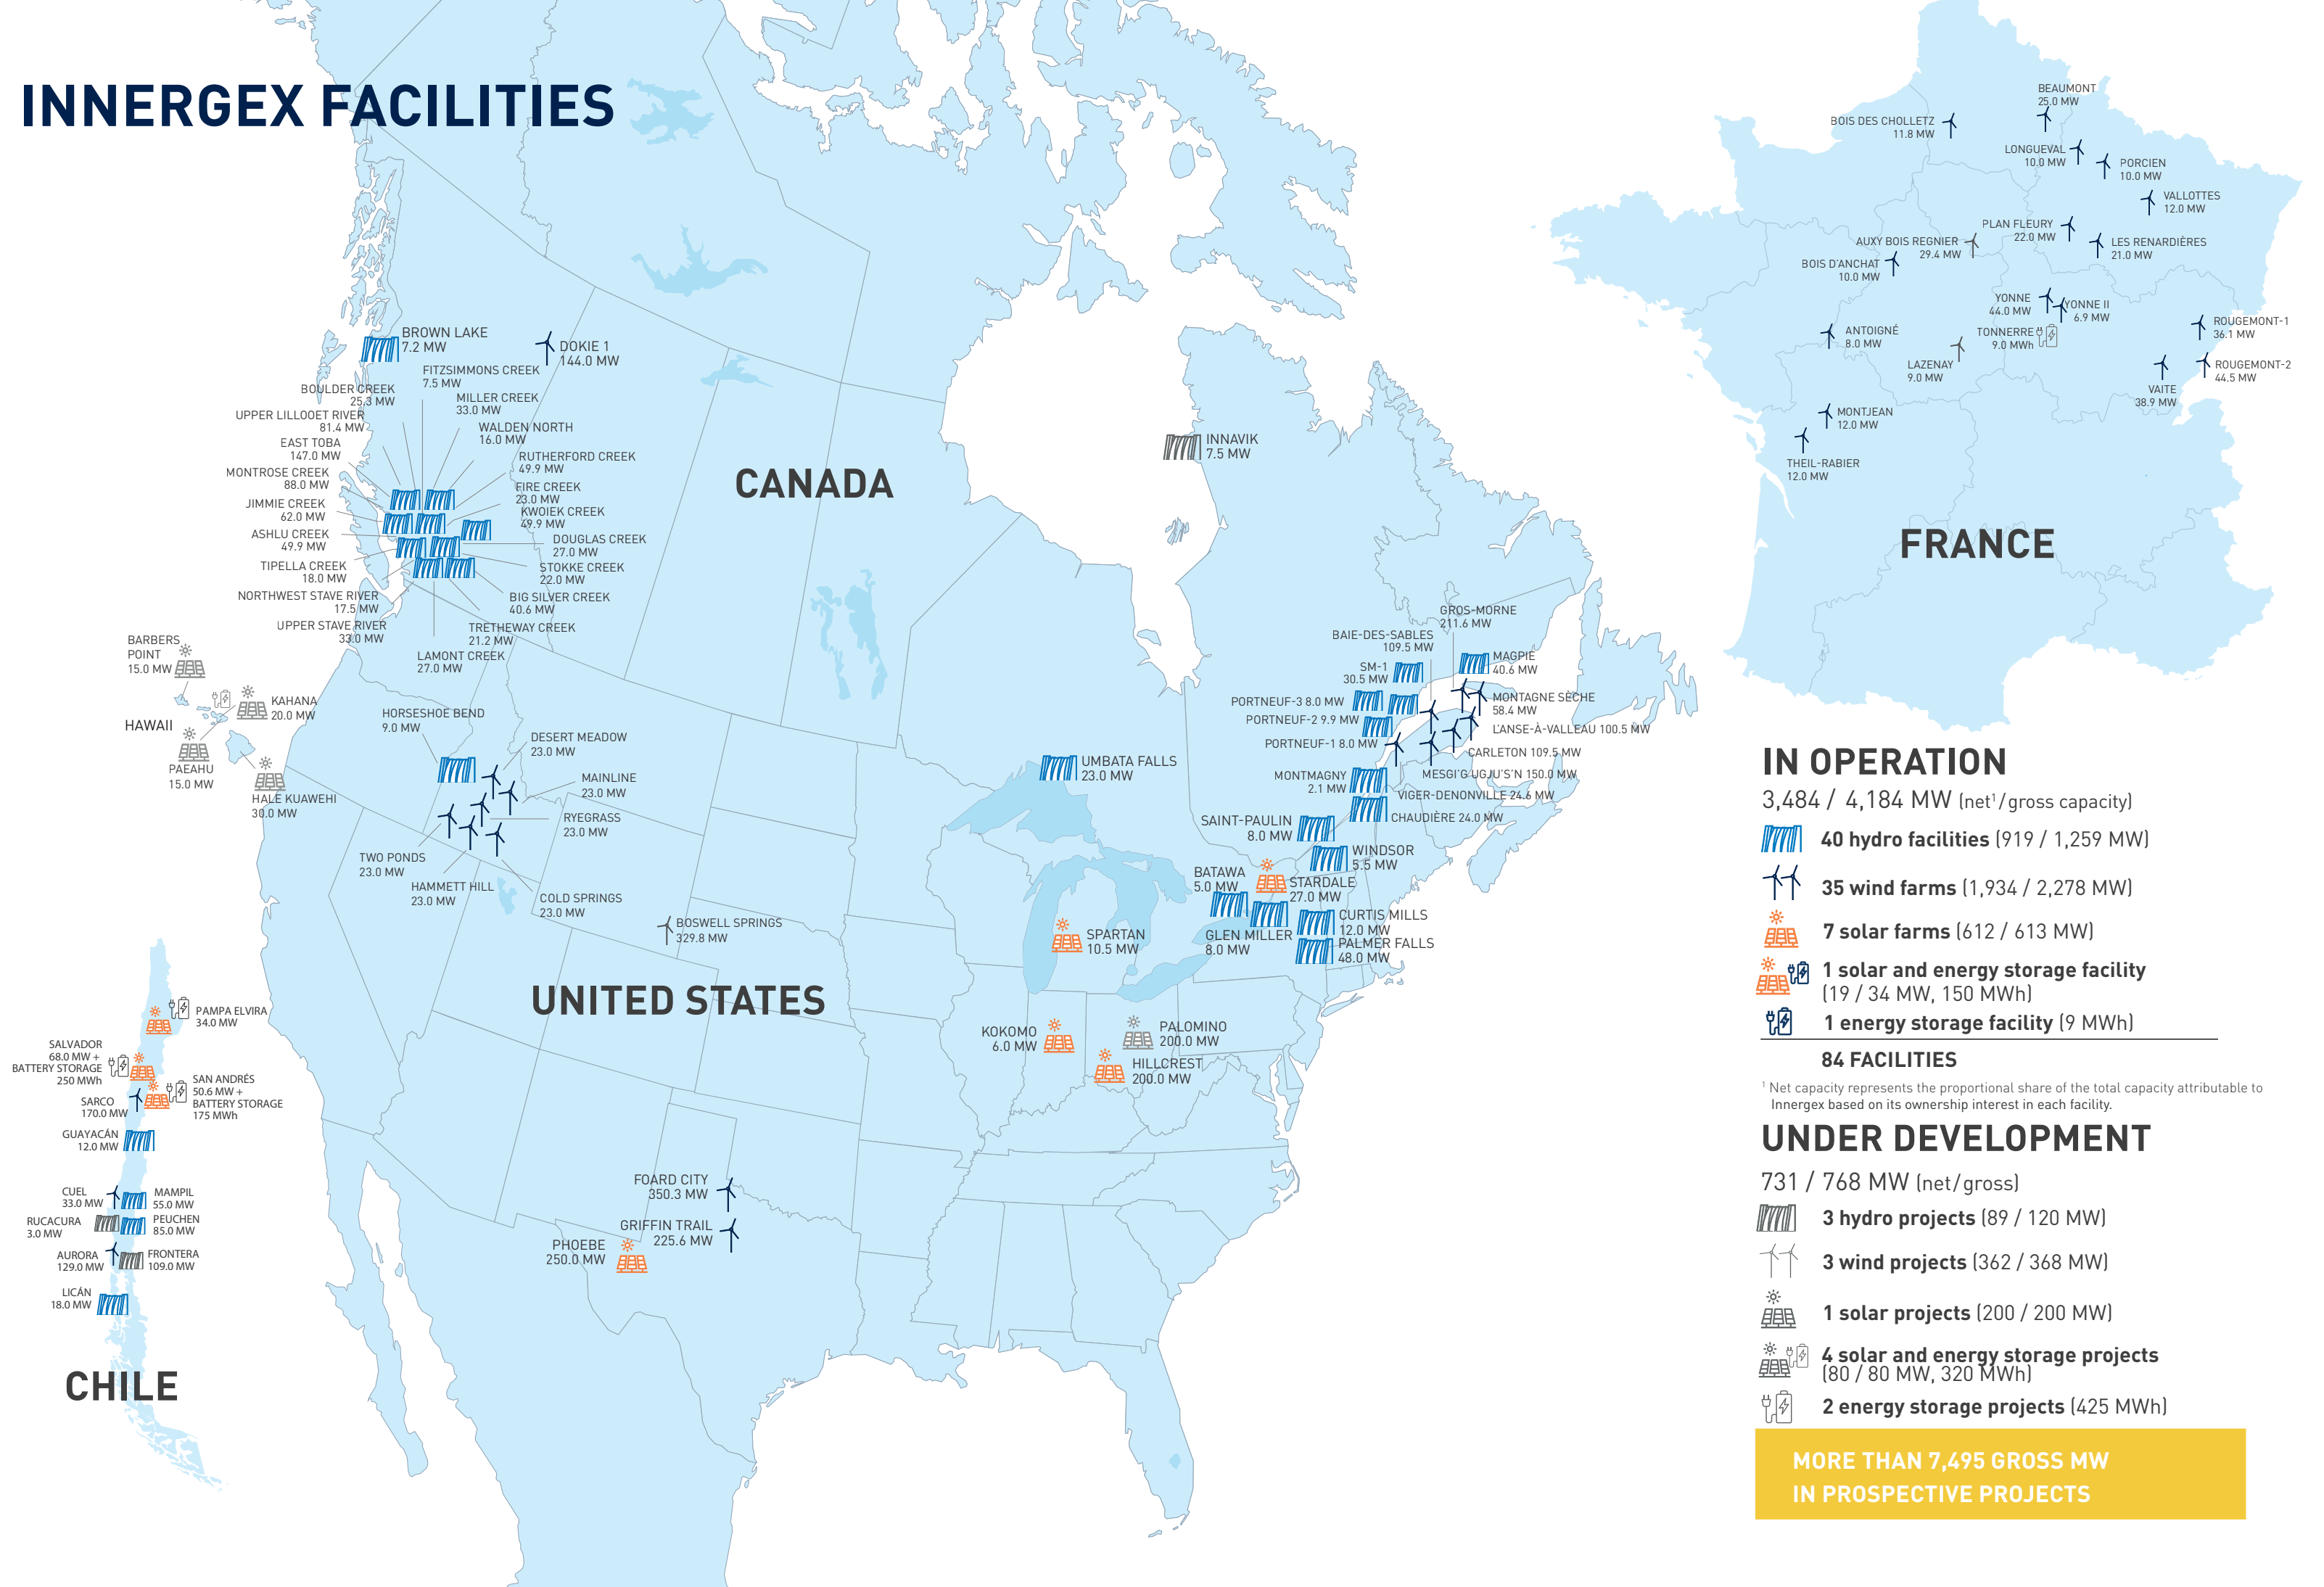 INNERGEX FACILITIES
BROWN LAKE
7.2 MW
DOKIE 1
144.0 MW
FITZSIMMONS CREEK
7.5 MW
BOULDER CREEK
25.3 MW
MILLER CREEK
33.0 MW
UPPER LILLOOET RIVER
81.4 MW
WALDEN NORTH
16.0 MW
EAST TOBA
147.0 MW
RUTHERFORD CREEK
49.9 MW
MONTROSE CREEK
88.0 MW
FIRE CREEK
23.0 MW
JIMMIE CREEK
62.0 MW
KWOIEK CREEK
49.9 MW
ASHLU CREEK
49.9 MW
DOUGLAS CREEK
27.0 MW
TIPELLA CREEK
18.0 MW
STOKKE CREEK
22.0 MW
NORTHWEST STAVE RIVER
17.5 MW
BIG SILVER CREEK
40.6 MW
UPPER STAVE RIVER
33.0 MW
TRETHEWAY CREEK
21.2 MW
LAMONT CREEK
27.0 MW
BARBERS
POINT
15.0 MW
KAHANA
20.0 MW
HAWAII
PAEAHU
15.0 MW
HALE KUAWEHI
30.0 MW
HORSESHOE BEND
9.0 MW
DESERT MEADOW
23.0 MW
MAINLINE
23.0 MW
RYEGRASS
23.0 MW
TWO PONDS
23.0 MW
HAMMETT HILL
23.0 MW
COLD SPRINGS
23.0 MW
BOSWELL SPRINGS
329.8 MW
CANADA
UNITED STATES
INNAVIK
7.5 MW
GROS-MORNE
211.6 MW
BAIE-DES-SABLES
109.5 MW
MAGPIE
40.6 MW
SM-1
30.5 MW
MONTAGNE SÈCHE
58.4 MW
PORTNEUF-3 8.0 MW
PORTNEUF-2 9.9 MW
L'ANSE-À-VALLEAU 100.5 MW
PORTNEUF-1 8.0 MW
CARLETON 109.5 MW
UMBATA FALLS
23.0 MW
MONTMAGNY
2.1 MW
MESGI'G UGJU'S'N 150.0 MW
VIGER-DENONVILLE 24.6 MW
SAINT-PAULIN
8.0 MW
CHAUDIÈRE 24.0 MW
WINDSOR
5.5 MW
BATAWA
5.0 MW
STARDALE
27.0 MW
GLEN MILLER
8.0 MW
CURTIS MILLS
12.0 MW
PALMER FALLS
48.0 MW
SPARTAN
10.5 MW
KOKOMO
6.0 MW
PALOMINO
200.0 MW
HILLCREST
200.0 MW
FOARD CITY
350.3 MW
GRIFFIN TRAIL
225.6 MW
PHOEBE
250.0 MW
PAMPA ELVIRA
34.0 MW
SALVADOR
68.0 MW +
BATTERY STORAGE
250 MWh
SAN ANDRÉS
50.6 MW +
BATTERY STORAGE
175 MWh
SARCO
170.0 MW
GUAYACÁN
12.0 MW
CUEL
33.0 MW
MAMPIL
55.0 MW
RUCACURA
3.0 MW
PEUCHEN
85.0 MW
AURORA
129.0 MW
FRONTERA
109.0 MW
LICÁN
18.0 MW
CHILE
BEAUMONT
25.0 MW
BOIS DES CHOLLETZ
11.8 MW
LONGUEVAL
10.0 MW
PORCIEN
10.0 MW
VALLOTTES
12.0 MW
PLAN FLEURY
22.0 MW
AUXY BOIS REGNIER
29.4 MW
LES RENARDIÈRES
21.0 MW
BOIS D'ANCHAT
10.0 MW
YONNE
44.0 MW
YONNE II
6.9 MW
ANTOIGNÉ
8.0 MW
TONNERRE
9.0 MWh
ROUGEMONT-1
36.1 MW
LAZENAY
9.0 MW
ROUGEMONT-2
44.5 MW
VAITE
38.9 MW
MONTJEAN
12.0 MW
THEIL-RABIER
12.0 MW
FRANCE
IN OPERATION
3,484 / 4,184 MW (net¹/gross capacity)
40 hydro facilities (919 / 1,259 MW)
35 wind farms (1,934 / 2,278 MW)
7 solar farms (612 / 613 MW)
1 solar and energy storage facility
(19 / 34 MW, 150 MWh)
1 energy storage facility (9 MWh)
84 FACILITIES
¹ Net capacity represents the proportional share of the total capacity attributable to
Innergex based on its ownership interest in each facility.
UNDER DEVELOPMENT
731 / 768 MW (net/gross)
3 hydro projects (89 / 120 MW)
3 wind projects (362 / 368 MW)
1 solar projects (200 / 200 MW)
4 solar and energy storage projects
(80 / 80 MW, 320 MWh)
2 energy storage projects (425 MWh)
MORE THAN 7,495 GROSS MW
IN PROSPECTIVE PROJECTS